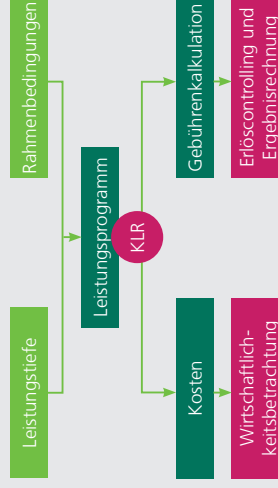 Leistungstiefe
Rahmenbedingungen
Leistungsprogramm
KLR
Kosten
Gebührenkalkulation
Wirtschaftlich-
keitsbetrachtung
Erlöscontrolling und
Ergebnisrechnung